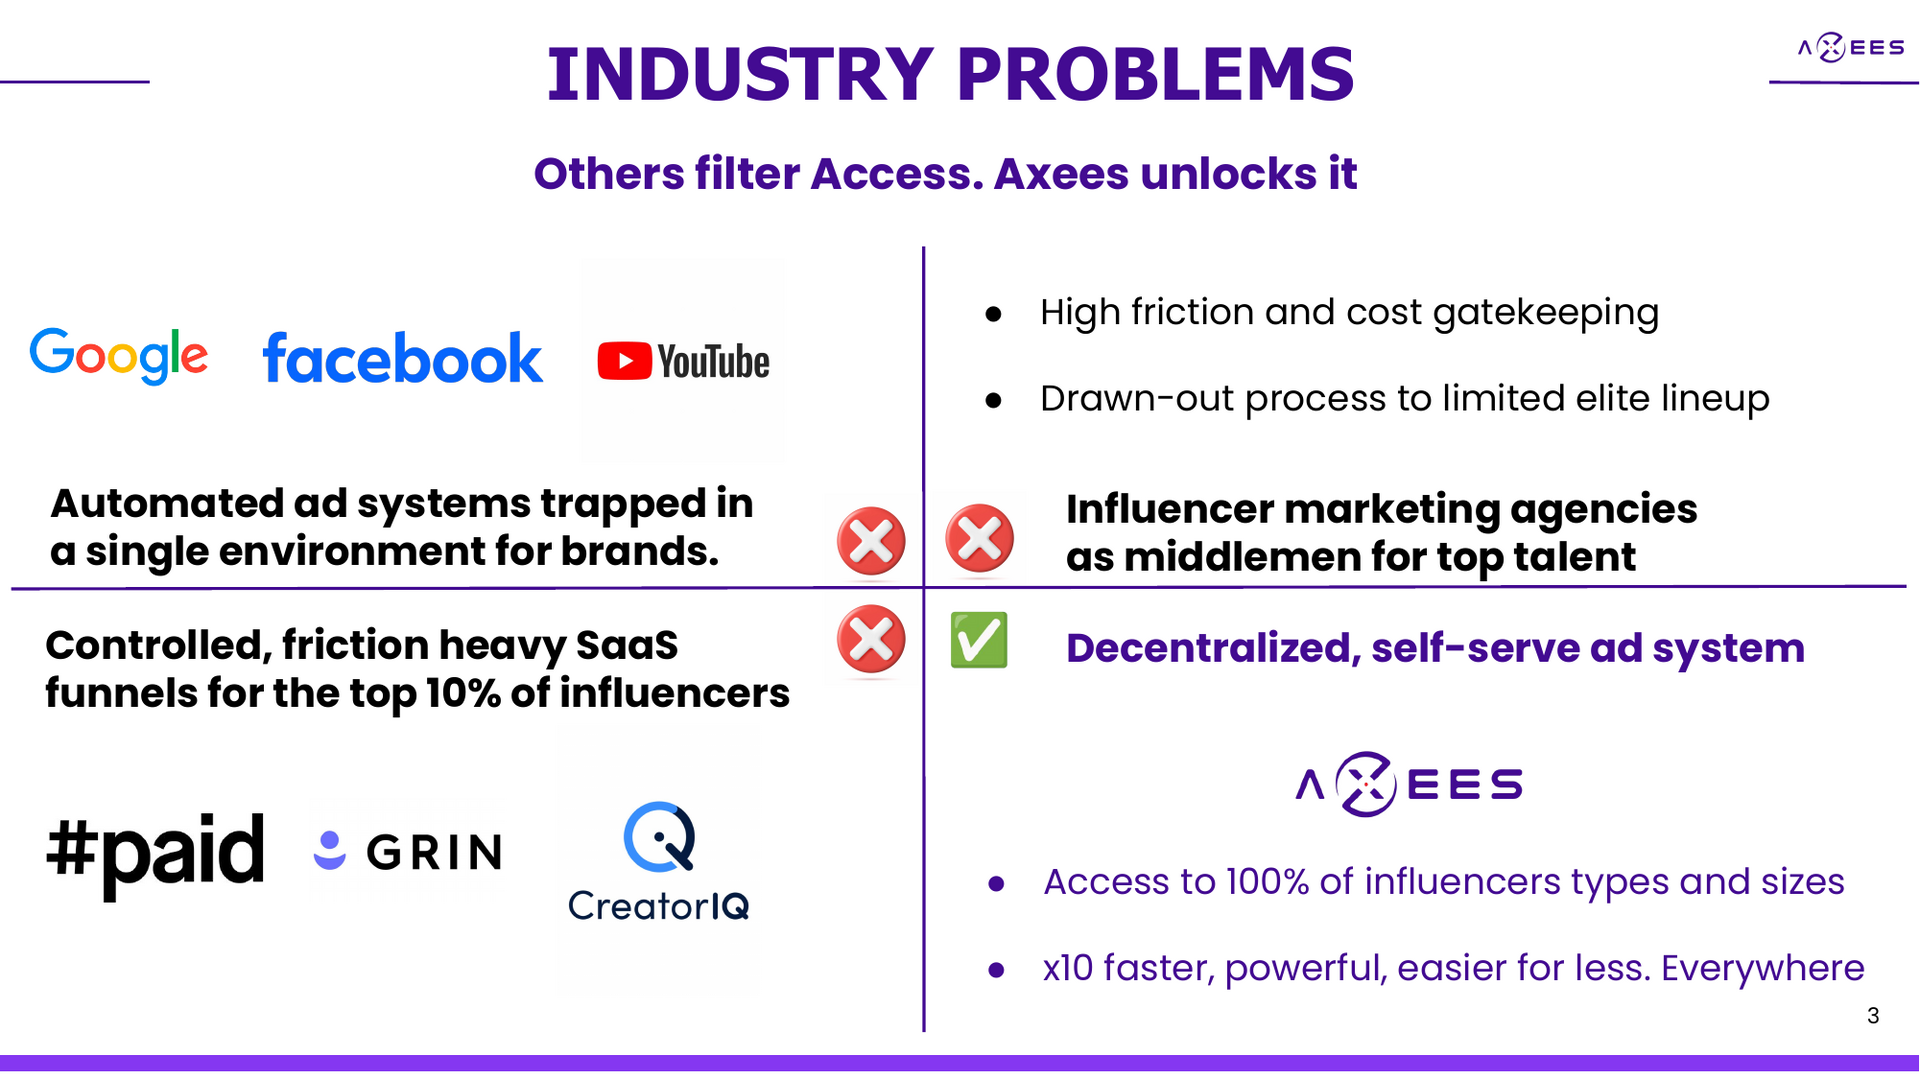 INDUSTRY PROBLEMS
AXEES
Others filter Access. Axees unlocks it
Google
facebook
YouTube
Automated ad systems trapped in
a single environment for brands.
● High friction and cost gatekeeping
● Drawn-out process to limited elite lineup
Influencer marketing agencies
as middlemen for top talent
Controlled, friction heavy SaaS
funnels for the top 10% of influencers
#paid
GRIN
CreatorIQ
Decentralized, self-serve ad system
AXEES
● Access to 100% of influencers types and sizes
● x10 faster, powerful, easier for less. Everywhere
3